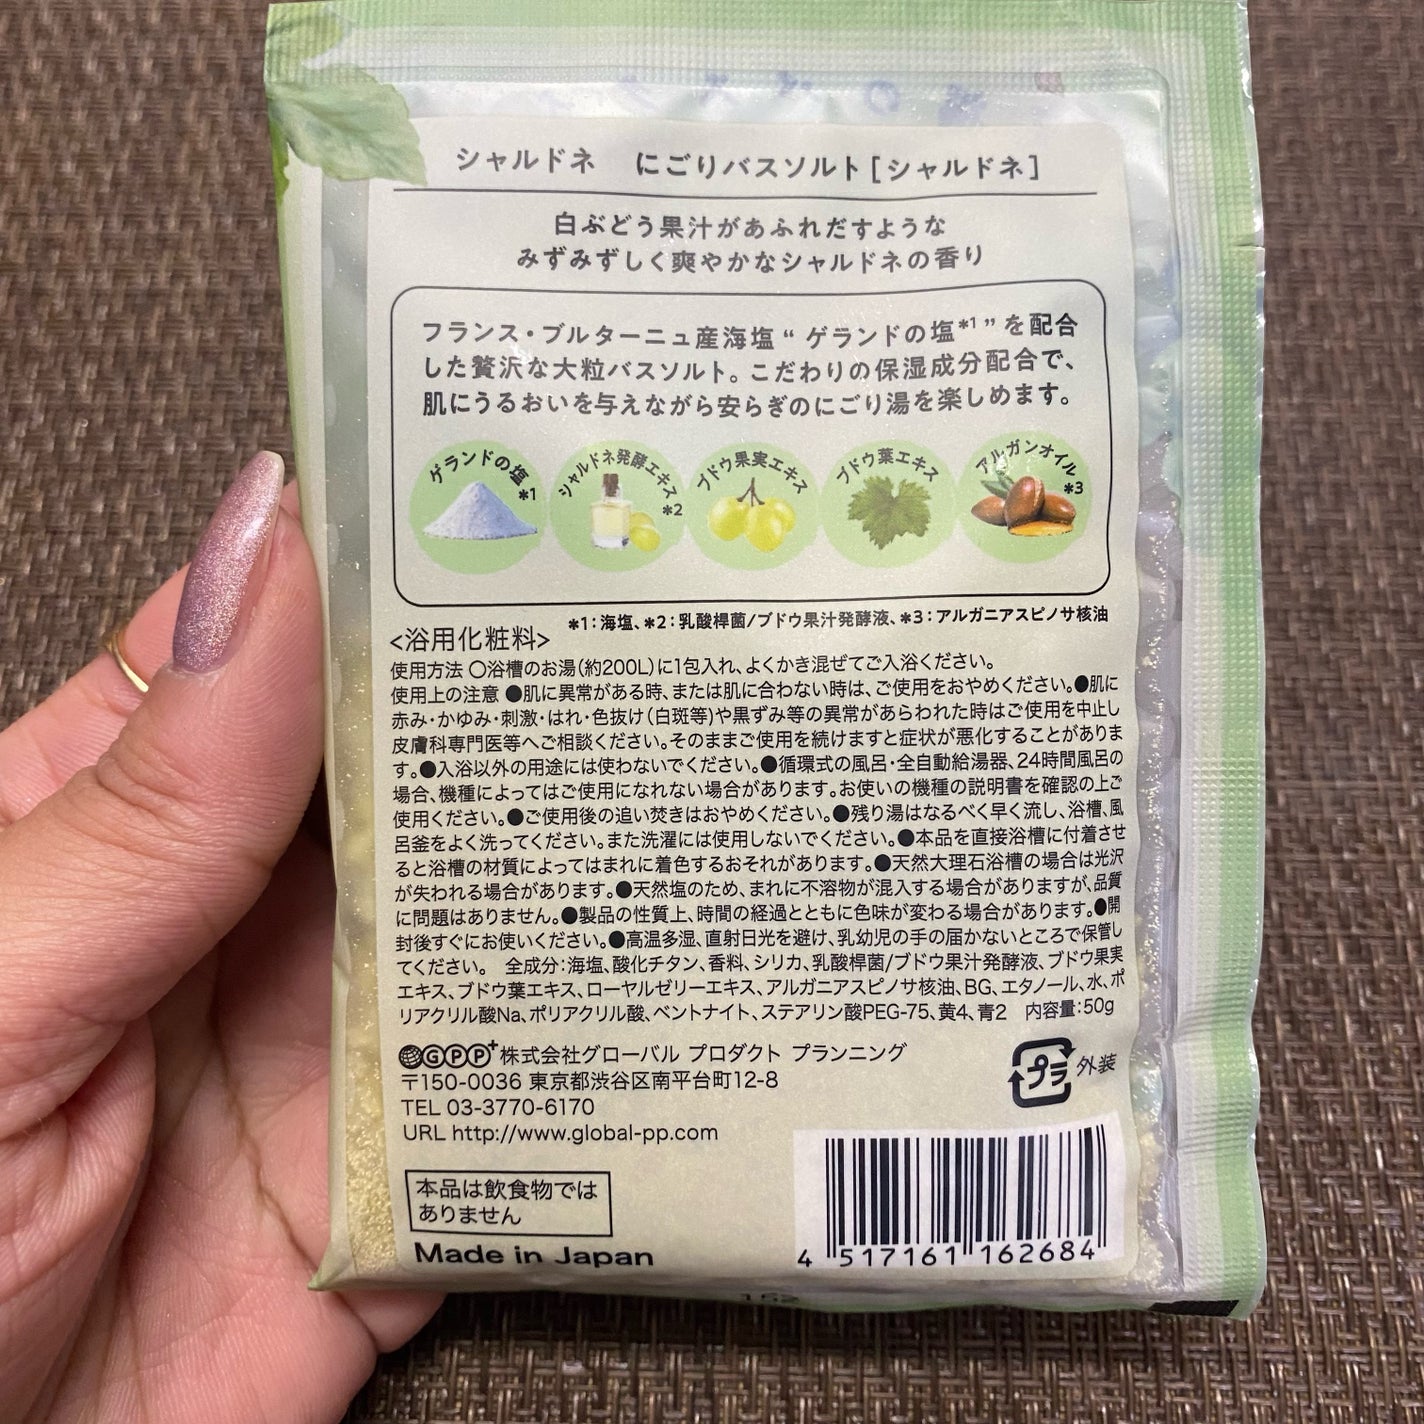 シャルドネ にごりバスソルト[シャルドネ]
白ぶどう果汁があふれだすような
みずみずしく爽やかなシャルドネの香り
フランス・ブルターニュ産海塩“ゲランドの塩*1”を配合
した贅沢な大粒バスソルト。こだわりの保湿成分配合で、
肌にうるおいを与えながら安らぎのにごり湯を楽しめます。
ゲランドの塩*1
シャルドネ発酵エキス*2
ブドウ果実エキス
ブドウ葉エキス
アルガンオイル*3
*1:海塩、*2:乳酸桿菌/ブドウ果汁発酵液、*3:アルガニアスピノサ核油
<浴用化粧料>
使用方法 ○浴槽のお湯(約200L)に1包入れ、よくかき混ぜてご入浴ください。
使用上の注意 ●肌に異常がある時、または肌に合わない時は、ご使用をおやめください。●肌に
赤み・かゆみ・刺激・はれ・色抜け(白斑等)や黒ずみ等の異常があらわれた時はご使用を中止し
皮膚科専門医等へご相談ください。そのままご使用を続けますと症状が悪化することがありま
す。●入浴以外の用途には使わないでください。●循環式の風呂・全自動給湯器、24時間風呂の
場合、機種によってはご使用になれない場合があります。お使いの機種の説明書を確認の上ご
使用ください。●ご使用後の追い焚きはおやめください。●残り湯はなるべく早く流し、浴槽、風
呂釜をよく洗ってください。また洗濯には使用しないでください。●本品を直接浴槽に付着させ
ると浴槽の材質によってはまれに着色するおそれがあります。●天然大理石浴槽の場合は光沢
が失われる場合があります。●天然塩のため、まれに不溶物が混入する場合がありますが、品質
に問題はありません。●製品の性質上、時間の経過とともに色味が変わる場合があります。●開
封後すぐにお使いください。●高温多湿、直射日光を避け、乳幼児の手の届かないところで保管し
てください。 全成分:海塩、酸化チタン、香料、シリカ、乳酸桿菌/ブドウ果汁発酵液、ブドウ果実
エキス、ブドウ葉エキス、ローヤルゼリーエキス、アルガニアスピノサ核油、BG、エタノール、水、ポ
リアクリル酸Na、ポリアクリル酸、ベントナイト、ステアリン酸PEG-75、黄4、青2 内容量:50g
GPP+株式会社グローバル プロダクト プランニング
〒150-0036 東京都渋谷区南平台町12-8
TEL 03-3770-6170
URL http://www.global-pp.com
プラ 外装
本品は飲食物では
ありません
Made in Japan
4 517161 162684